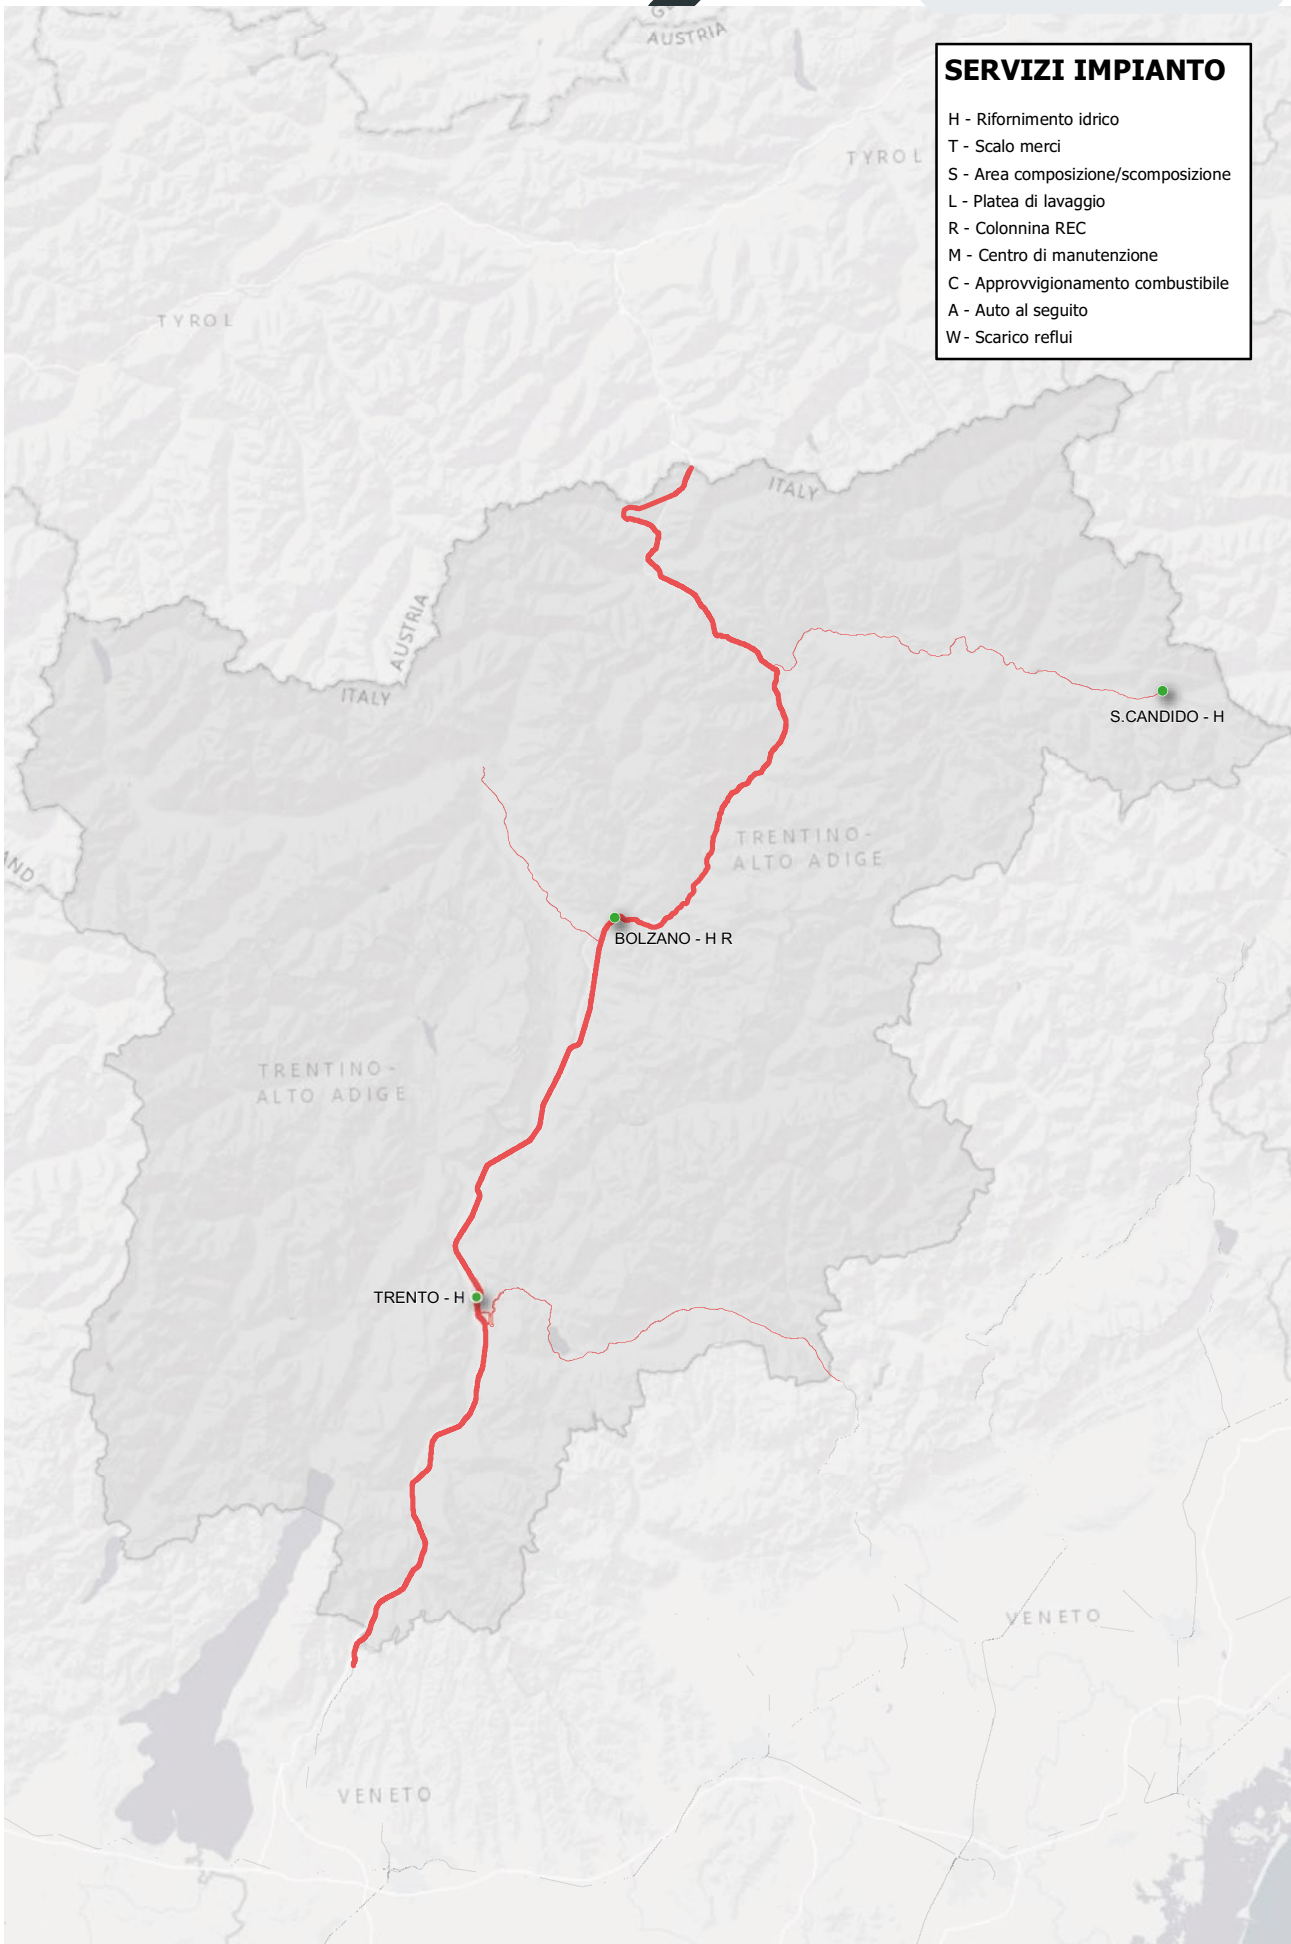 AUSTRIA
SERVIZI IMPIANTO
H - Rifornimento idrico
T - Scalo merci
S - Area composizione/scomposizione
L - Platea di lavaggio
R - Colonnina REC
M - Centro di manutenzione
C - Approvvigionamento combustibile
A - Auto al seguito
W - Scarico reflui
TYROL
TYROL
ITALY
AUSTRIA
ITALY
S.CANDIDO - H
TRENTINO-
ALTO ADIGE
BOLZANO - H R
TRENTINO-
ALTO ADIGE
TRENTO - H
VENETO
VENETO